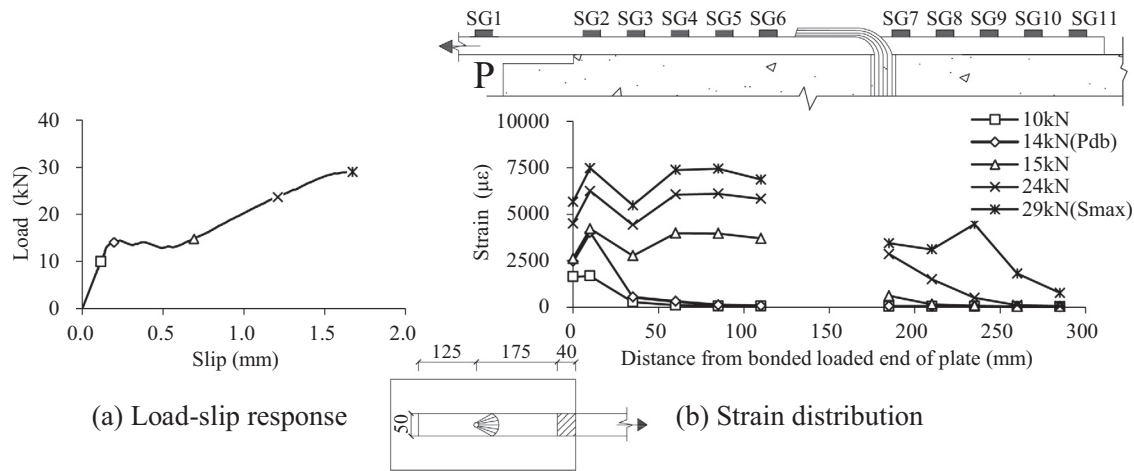 SG1 SG2 SG3 SG4 SG5 SG6 SG7 SG8 SG9 SG10 SG11
P
40
30
20
10
0
0.0 0.5 1.0 1.5 2.0
Load (kN)
Slip (mm)
10000
7500
5000
2500
0
0 50 100 150 200 250 300
Strain (με)
Distance from bonded loaded end of plate (mm)
10kN
14kN(Pdb)
15kN
24kN
29kN(Smax)
125 175 40
50
(a) Load-slip response
(b) Strain distribution